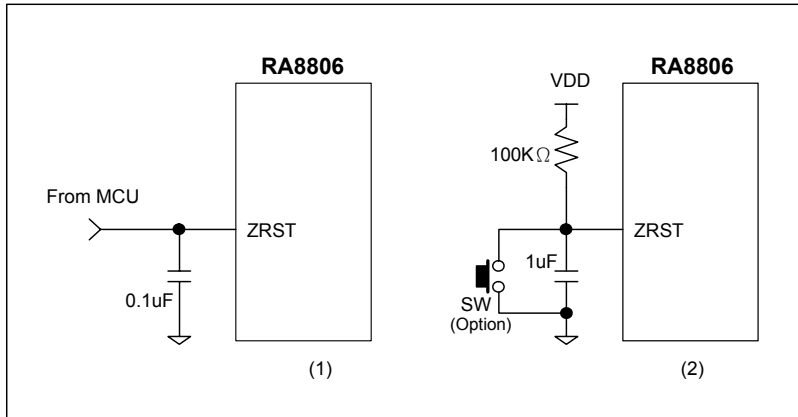 RA8806
From MCU
ZRST
0.1uF
(1)
RA8806
VDD
100KΩ
ZRST
1uF
SW
(Option)
(2)